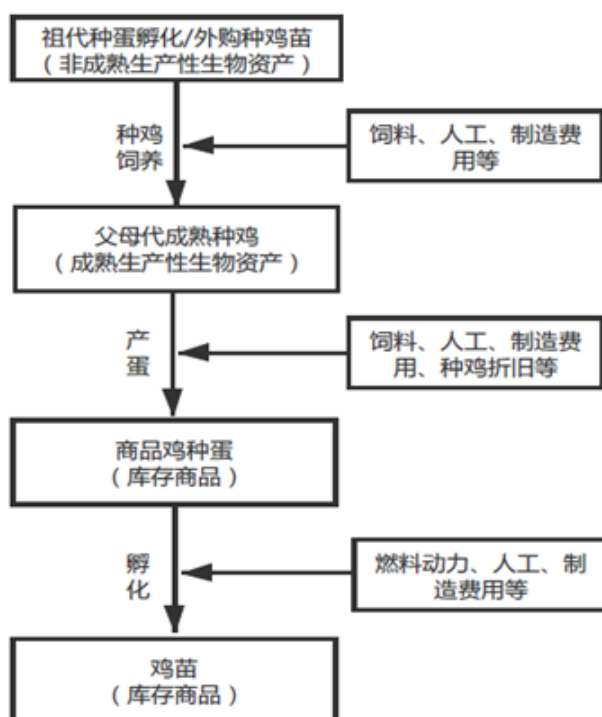 祖代种蛋孵化/外购种鸡苗
（非成熟生产性生物资产）
种鸡
饲养
饲料、人工、制造费
用等
父母代成熟种鸡
（成熟生产性生物资产）
产
蛋
饲料、人工、制造费
用、种鸡折旧等
商品鸡种蛋
（库存商品）
孵
化
燃料动力、人工、制
造费用等
鸡苗
（库存商品）